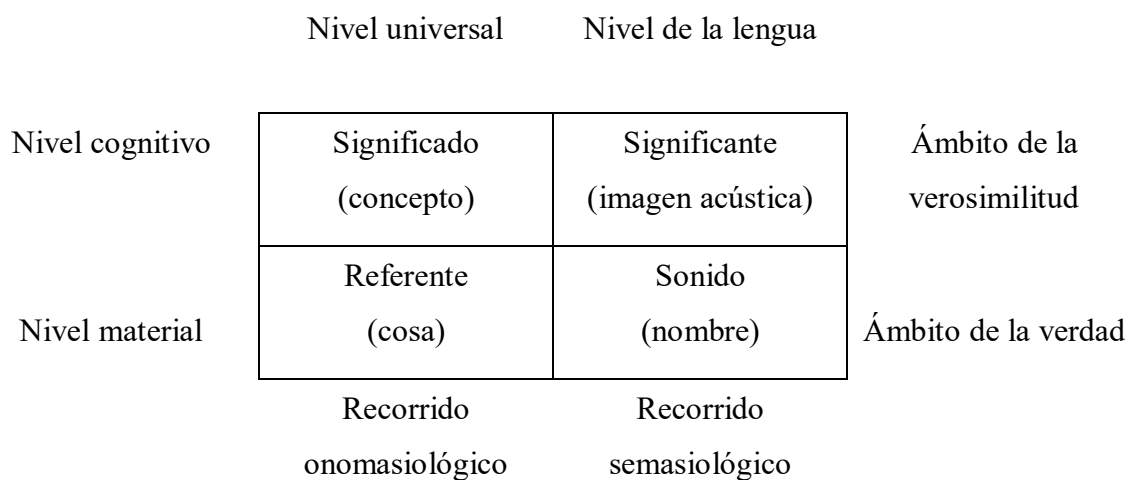 Nivel universal Nivel de la lengua
Nivel cognitivo Significado Significante Ámbito de la
(concepto) (imagen acústica) verosimilitud
Referente Sonido
Nivel material (cosa) (nombre) Ámbito de la verdad
Recorrido Recorrido
onomasiológico semasiológico